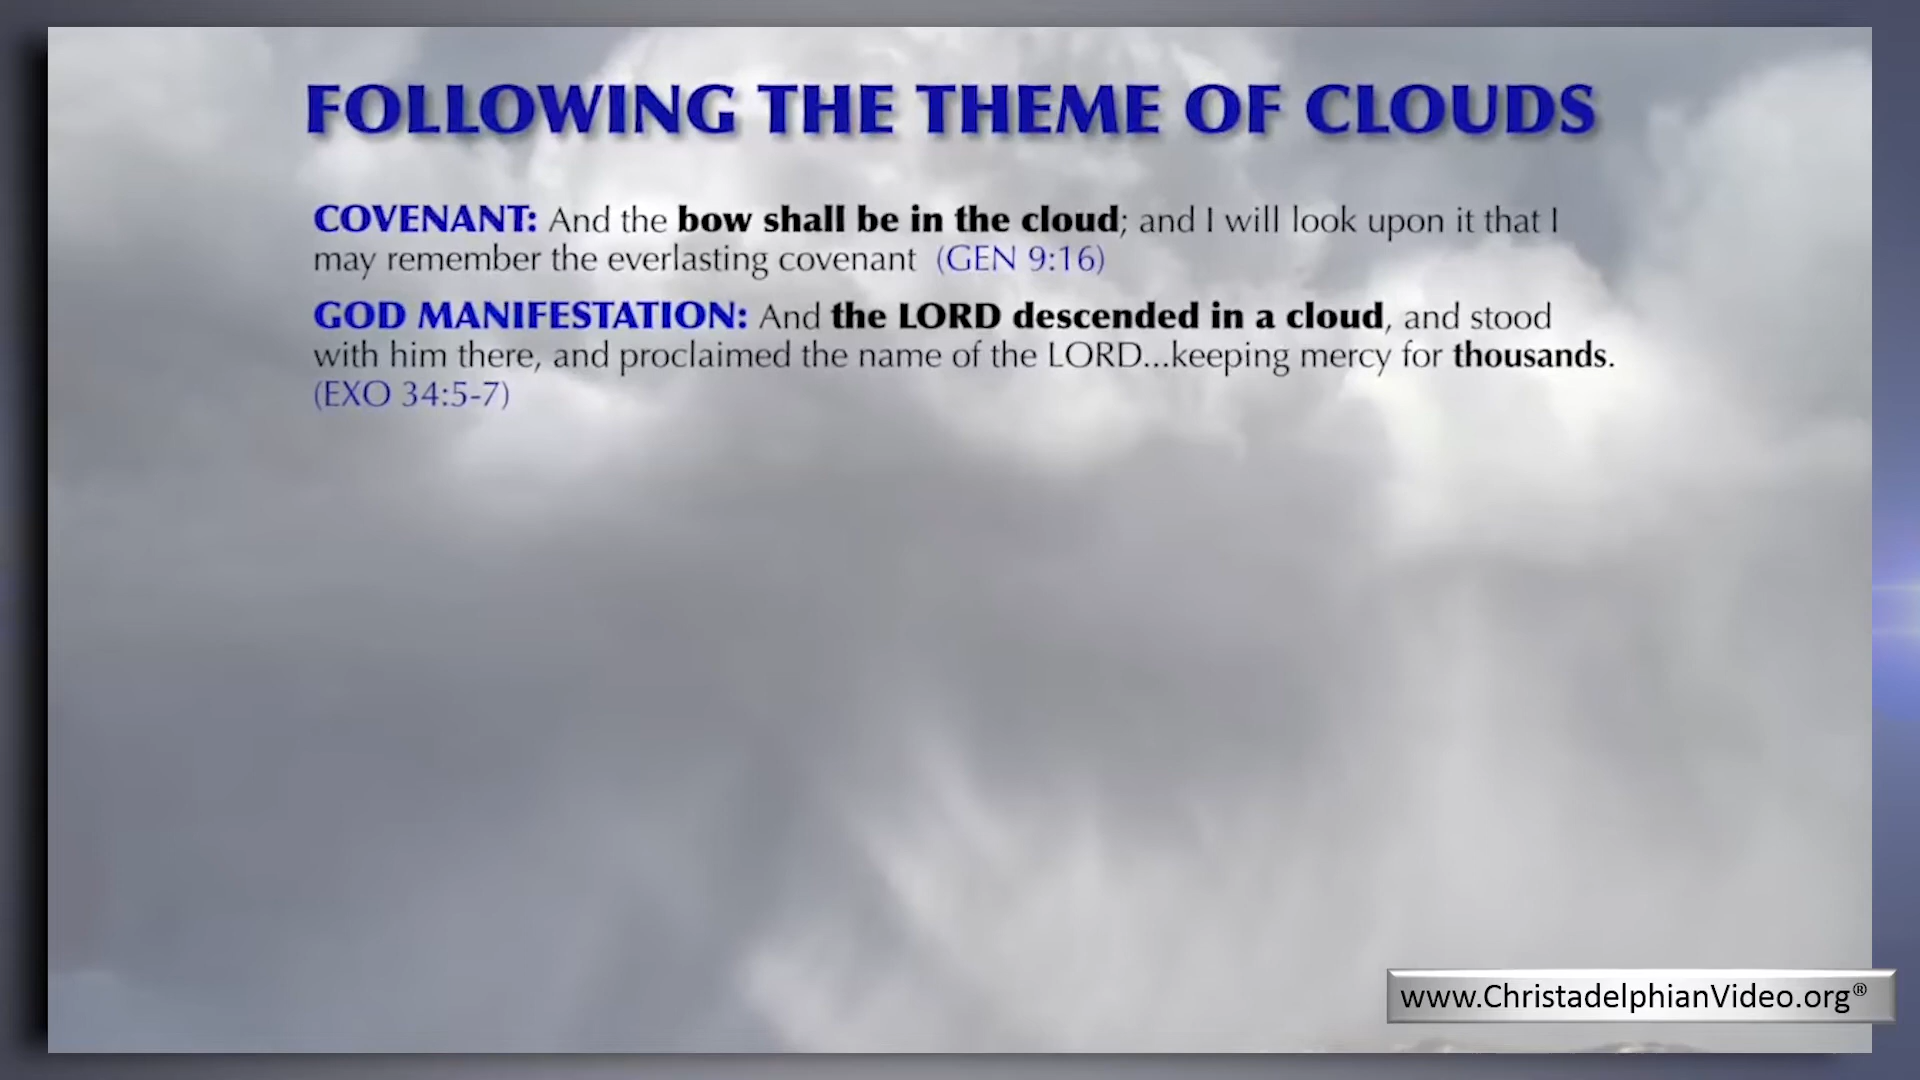 FOLLOWING THE THEME OF CLOUDS
COVENANT: And the bow shall be in the cloud; and I will look upon it that I
may remember the everlasting covenant (GEN 9:16)
GOD MANIFESTATION: And the LORD descended in a cloud, and stood
with him there, and proclaimed the name of the LORD...keeping mercy for thousands.
(EXO 34:5-7)
www.ChristadelphianVideo.org®